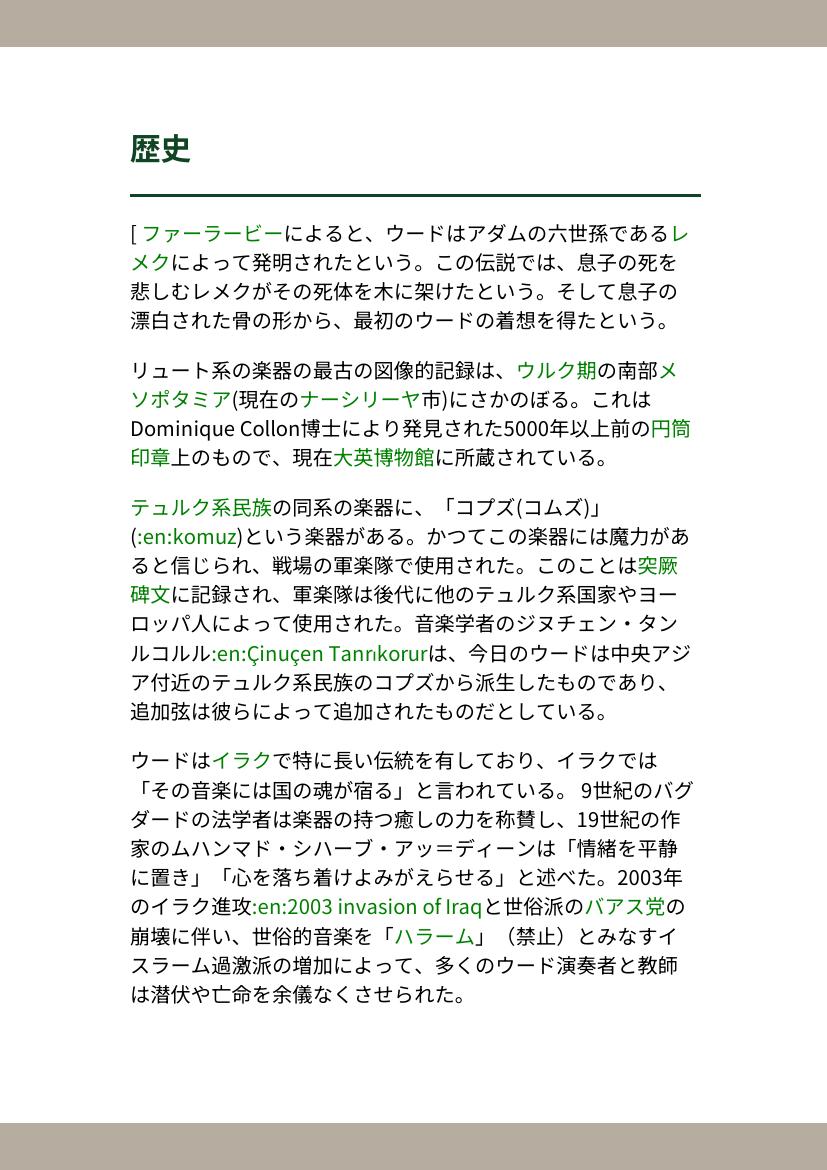 歴史
[ ファーラービーによると、ウードはアダムの六世孫であるレ
メクによって発明されたという。この伝説では、息子の死を
悲しむレメクがその死体を木に架けたという。そして息子の
漂白された骨の形から、最初のウードの着想を得たという。
リュート系の楽器の最古の図像的記録は、ウルク期の南部メ
ソポタミア(現在のナーシリーヤ市)にさかのぼる。これは
Dominique Collon博士により発見された5000年以上前の円筒
印章上のもので、現在大英博物館に所蔵されている。
テュルク系民族の同系の楽器に、「コプズ(コムズ)」
(:en:komuz)という楽器がある。かつてこの楽器には魔力があ
ると信じられ、戦場の軍楽隊で使用された。このことは突厥
碑文に記録され、軍楽隊は後代に他のテュルク系国家やヨー
ロッパ人によって使用された。音楽学者のジヌチェン・タン
ルコルル:en:Çinuçen Tanrıkorurは、今日のウードは中央アジ
ア付近のテュルク系民族のコプズから派生したものであり、
追加弦は彼らによって追加されたものだとしている。
ウードはイラクで特に長い伝統を有しており、イラクでは
「その音楽には国の魂が宿る」と言われている。 9世紀のバグ
ダードの法学者は楽器の持つ癒しの力を称賛し、19世紀の作
家のムハンマド・シハーブ・アッ＝ディーンは「情緒を平静
に置き」「心を落ち着けよみがえらせる」と述べた。2003年
のイラク進攻:en:2003 invasion of Iraqと世俗派のバアス党の
崩壊に伴い、世俗的音楽を「ハラーム」（禁止）とみなすイ
スラーム過激派の増加によって、多くのウード演奏者と教師
は潜伏や亡命を余儀なくさせられた。